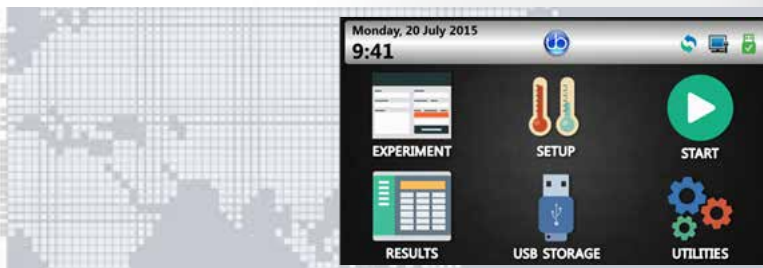 Monday, 20 July 2015
9:41
EXPERIMENT
SETUP
START
RESULTS
USB STORAGE
UTILITIES